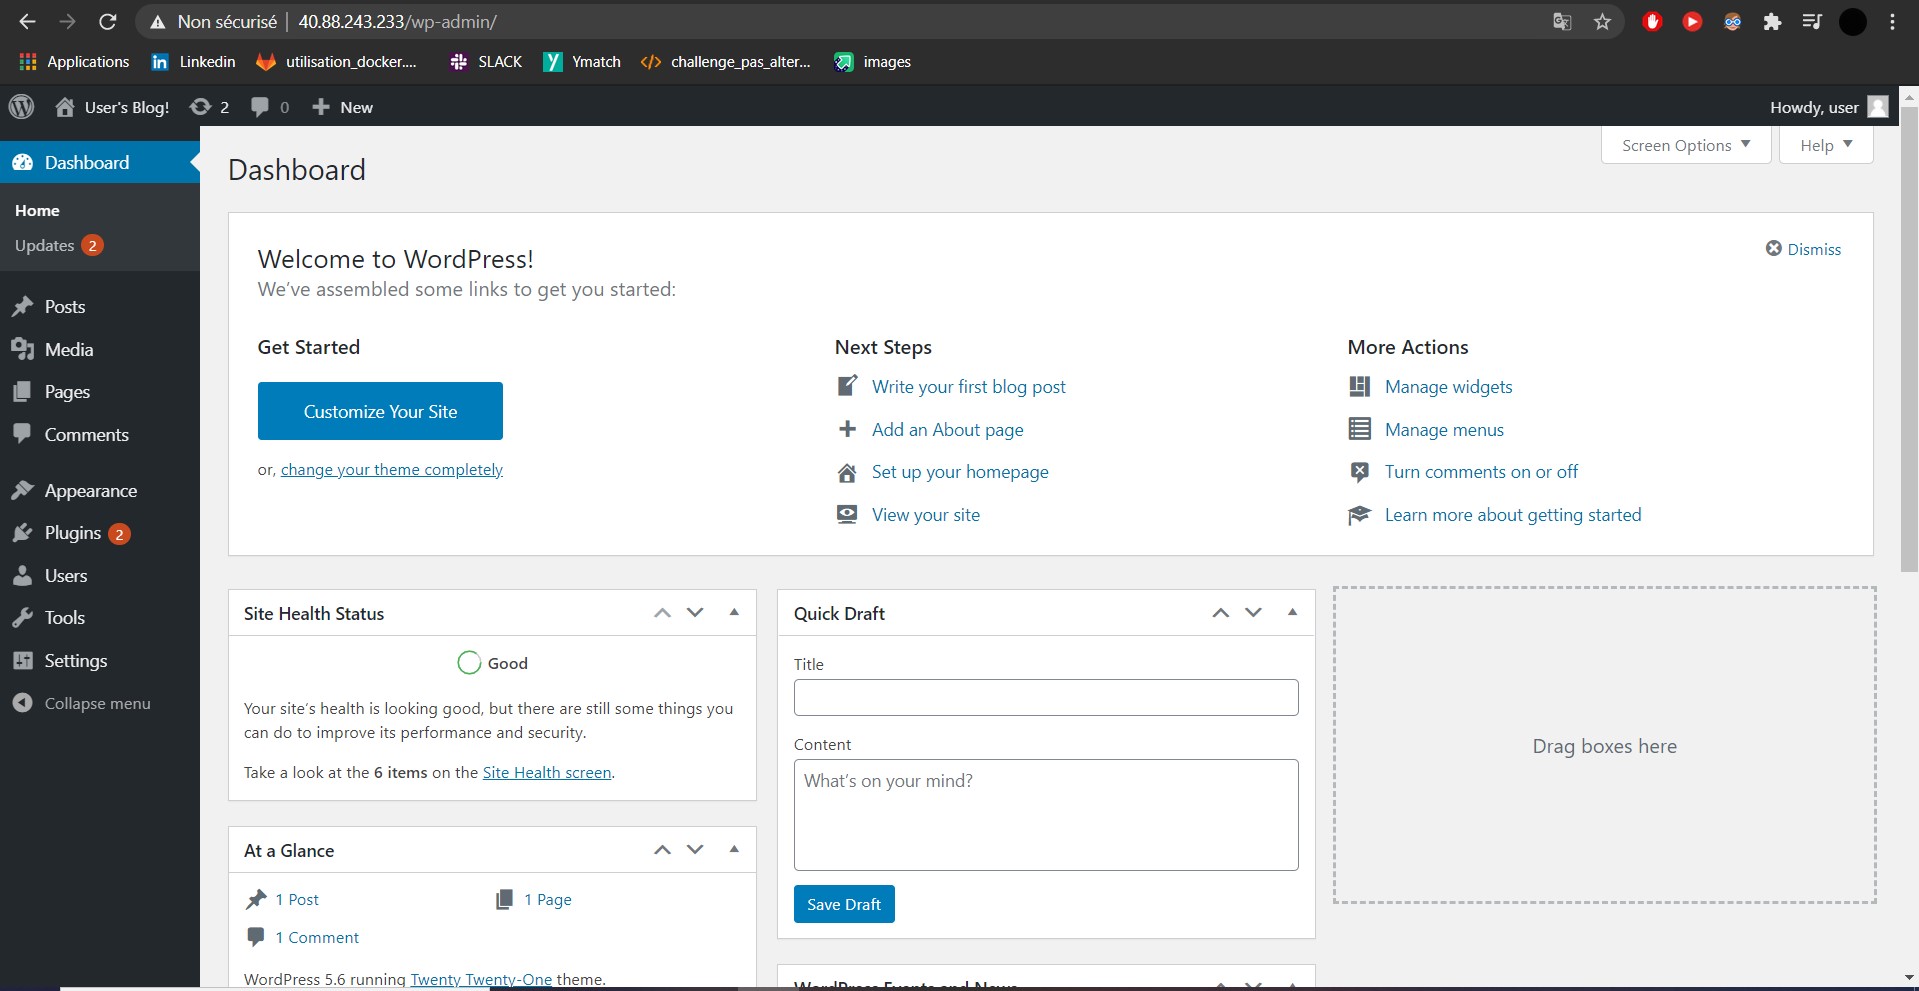 Non sécurisé | 40.88.243.233/wp-admin/
Applications Linkedin utilisation_docker.... SLACK Ymatch challenge_pas_alter... images
User's Blog! 2 0 New Howdy, user
Dashboard
Home
Updates 2
Posts
Media
Pages
Comments
Appearance
Plugins 2
Users
Tools
Settings
Collapse menu
Screen Options Help
Dashboard
Welcome to WordPress!
Dismiss
We've assembled some links to get you started:
Get Started
Customize Your Site
or, change your theme completely
Next Steps
Write your first blog post
Add an About page
Set up your homepage
View your site
More Actions
Manage widgets
Manage menus
Turn comments on or off
Learn more about getting started
Site Health Status
Good
Your site's health is looking good, but there are still some things you
can do to improve its performance and security.
Take a look at the 6 items on the Site Health screen.
At a Glance
1 Post 1 Page
1 Comment
WordPress 5.6 running Twenty Twenty-One theme.
Quick Draft
Title
Content
What's on your mind?
Save Draft
WordPress Events and News
Drag boxes here